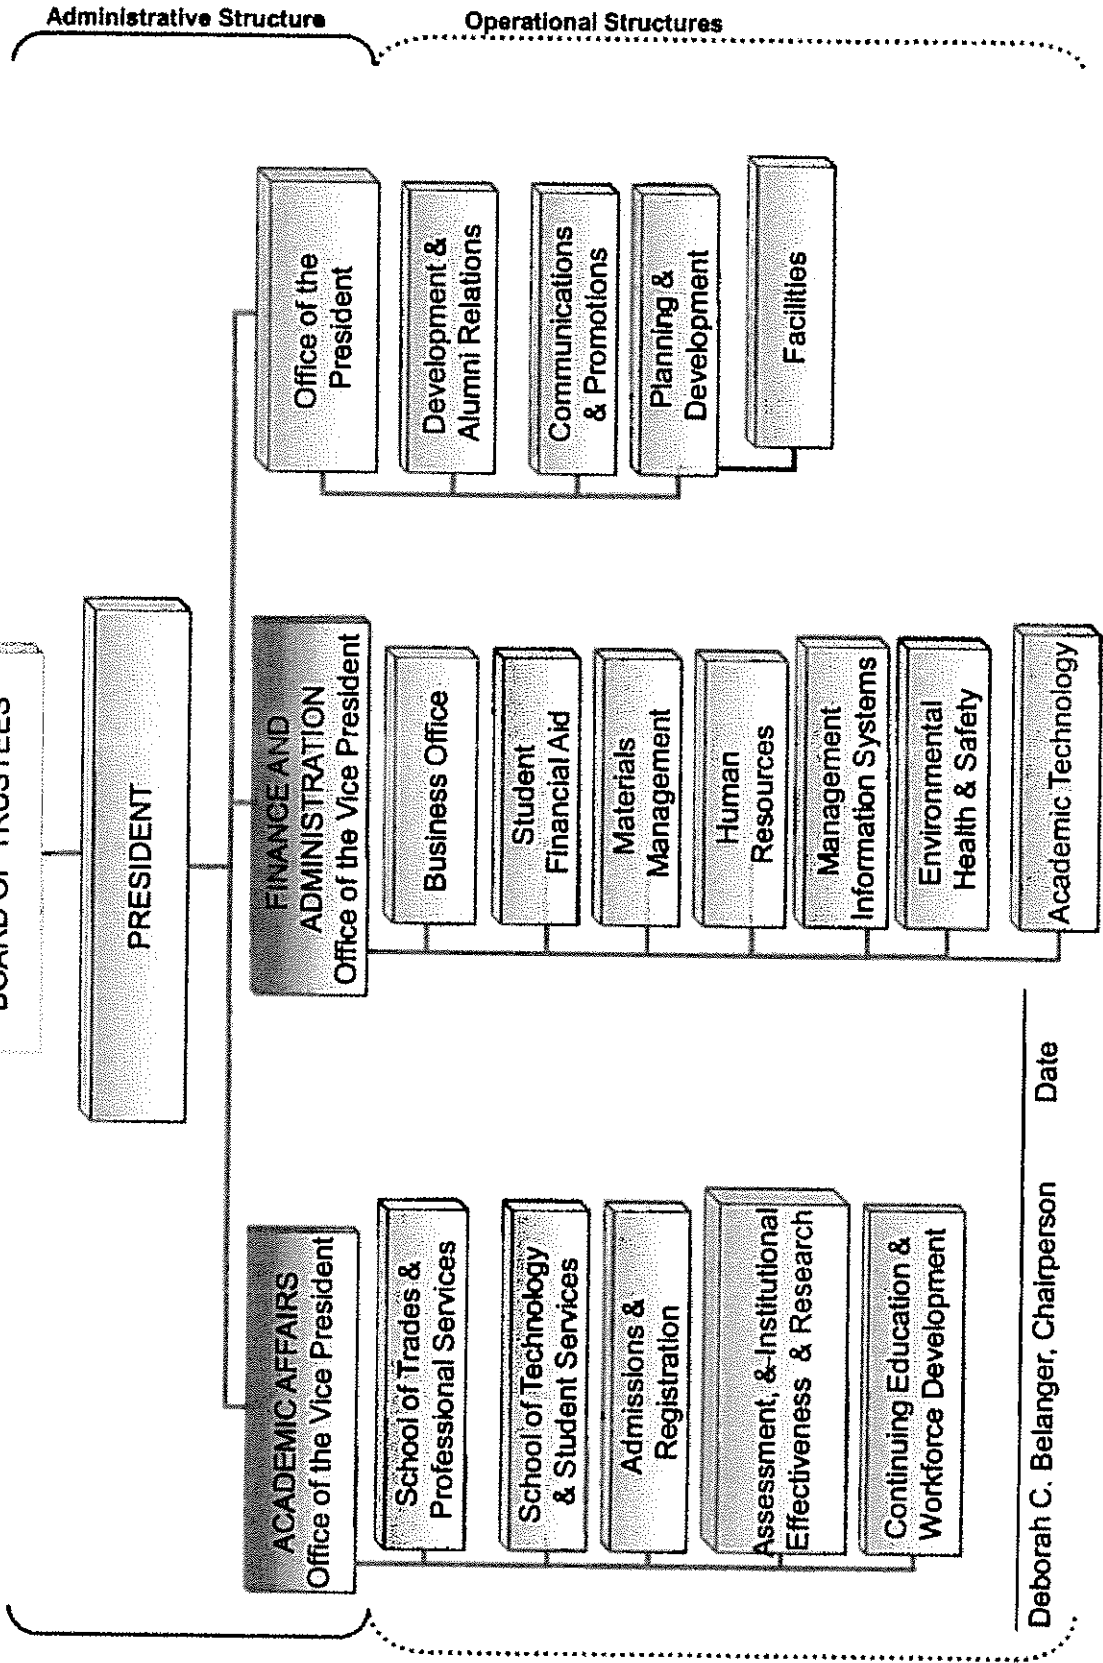 Administrative Structure
Operational Structures
BOARD OF TRUSTEES
PRESIDENT
ACADEMIC AFFAIRS
Office of the Vice President
School of Trades &
Professional Services
School of Technology
& Student Services
Admissions &
Registration
Assessment, & Institutional
Effectiveness & Research
Continuing Education &
Workforce Development
FINANCE AND
ADMINISTRATION
Office of the Vice President
Business Office
Student
Financial Aid
Materials
Management
Human
Resources
Management
Information Systems
Environmental
Health & Safety
Academic Technology
Office of the
President
Development &
Alumni Relations
Communications
& Promotions
Planning &
Development
Facilities
Deborah C. Belanger, Chairperson Date